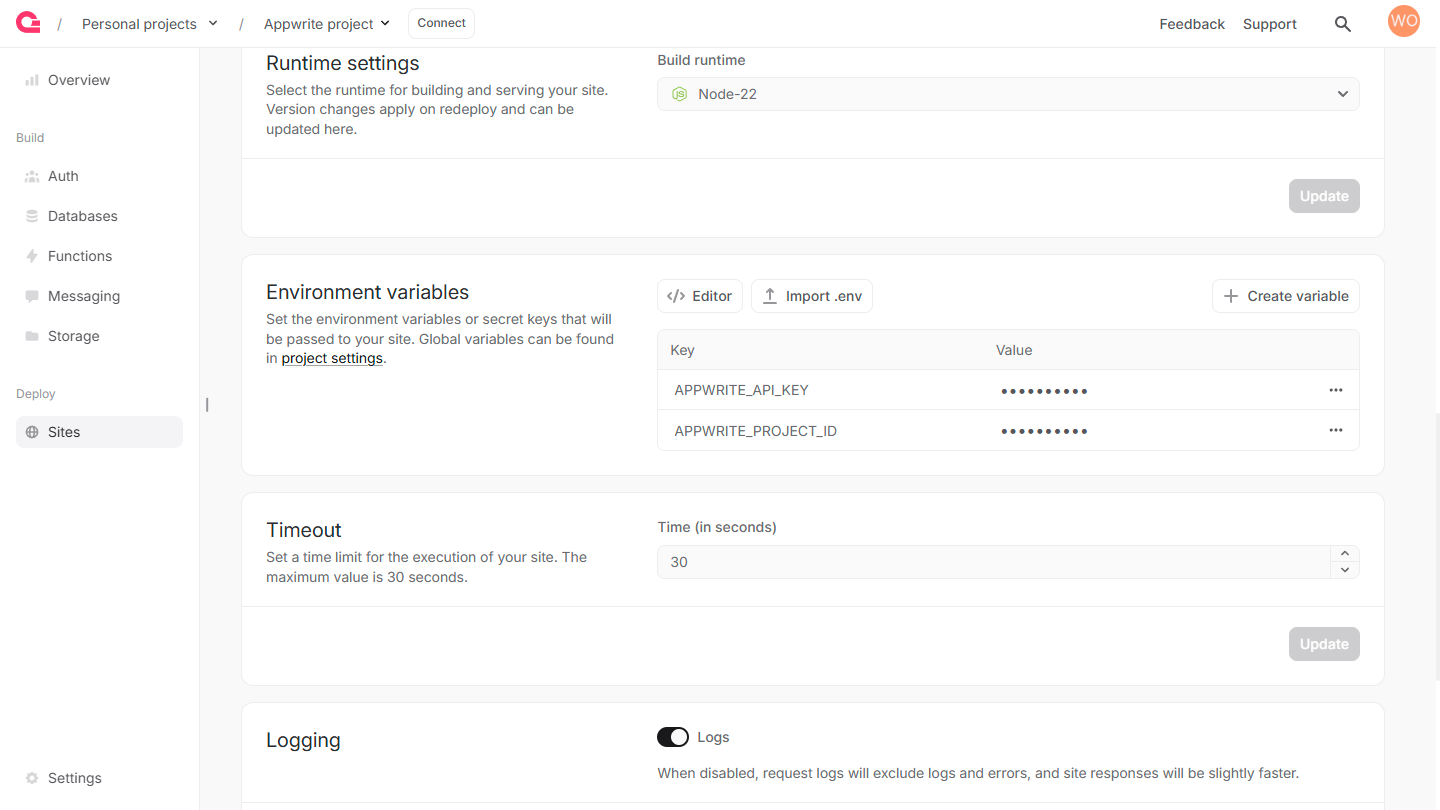 / Personal projects / Appwrite project Connect Feedback Support WO
Overview
Build
Auth
Databases
Functions
Messaging
Storage
Deploy
Sites
Settings
Runtime settings
Select the runtime for building and serving your site.
Version changes apply on redeploy and can be
updated here.
Build runtime
Node-22
Update
Environment variables
Set the environment variables or secret keys that will
be passed to your site. Global variables can be found
in project settings.
Editor Import .env Create variable
Key Value
APPWRITE_API_KEY ••••••••••
APPWRITE_PROJECT_ID ••••••••••
Timeout
Set a time limit for the execution of your site. The
maximum value is 30 seconds.
Time (in seconds)
30
Update
Logging
Logs
When disabled, request logs will exclude logs and errors, and site responses will be slightly faster.